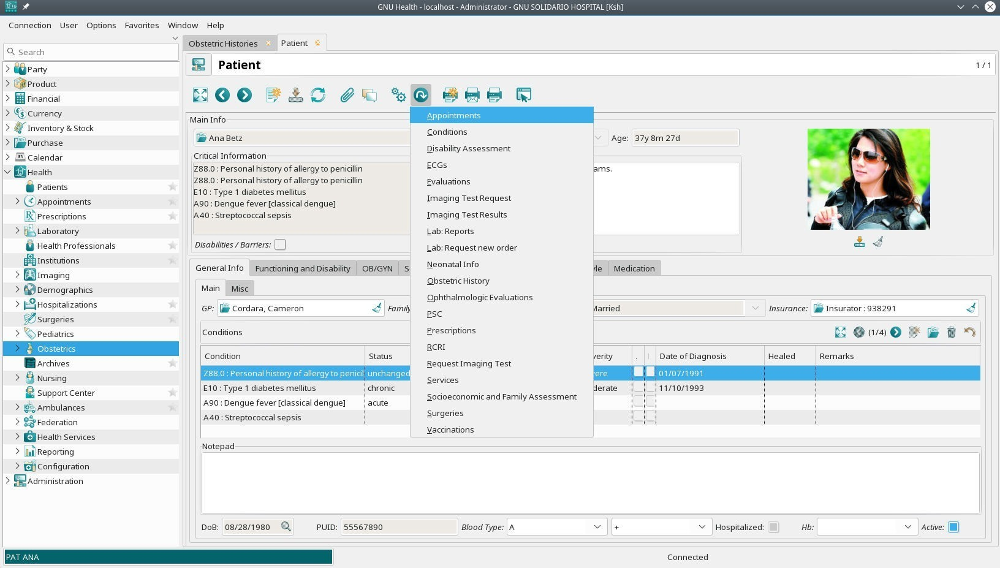 GNU Health - localhost - Administrator - GNU SOLIDARIO HOSPITAL [Ksh]
Connection User Options Favorites Window Help
Search
Party
Product
Financial
Currency
Inventory & Stock
Purchase
31 Calendar
Health
Patients
Appointments
Prescriptions
Laboratory
Health Professionals
Institutions
Imaging
Demographics
Hospitalizations
Surgeries
Pediatrics
Obstetrics
Archives
Nursing
Support Center
Ambulances
Federation
Health Services
Reporting
Configuration
Administration
Obstetric Histories Patient
Patient 1 / 1
Main Info
Ana Betz Age: 37y 8m 27d
Critical Information
Z88.0 : Personal history of allergy to penicillin
Z88.0 : Personal history of allergy to penicillin
E10 : Type 1 diabetes mellitus
A90 : Dengue fever [classical dengue]
A40 : Streptococcal sepsis
ams.
Disabilities / Barriers:
Appointments
Conditions
Disability Assessment
ECGs
Evaluations
Imaging Test Request
Imaging Test Results
Lab: Reports
Lab: Request new order
Neonatal Info
Obstetric History
Ophthalmologic Evaluations
PSC
Prescriptions
RCRI
Request Imaging Test
Services
Socioeconomic and Family Assessment
Surgeries
Vaccinations
General Info Functioning and Disability OB/GYN S yle Medication
Main Misc
GP: Cordara, Cameron Family Married Insurance: Insurator : 938291
Conditions (1/4)
Condition Status verity . Date of Diagnosis Healed Remarks
Z88.0 : Personal history of allergy to penicil unchanged vere 01/07/1991
E10 : Type 1 diabetes mellitus chronic derate 11/10/1993
A90 : Dengue fever [classical dengue] acute
A40 : Streptococcal sepsis
Notepad
DoB: 08/28/1980 PUID: 55567890 Blood Type: A + Hospitalized: Hb: Active:
PAT ANA Connected